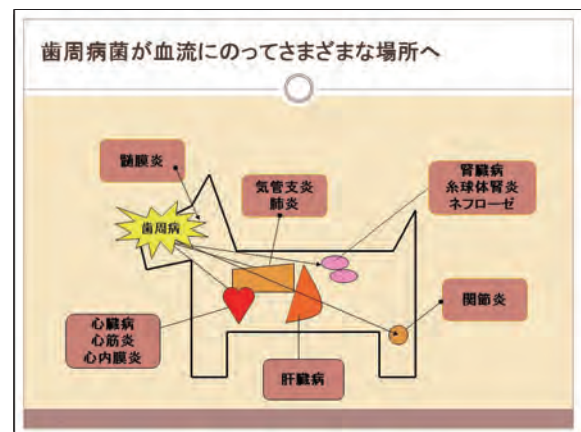 歯周病菌が血流にのってさまざまな場所へ
髄膜炎
気管支炎
肺炎
腎臓病
糸球体腎炎
ネフローゼ
歯周病
心臓病
心筋炎
心内膜炎
肝臓病
関節炎